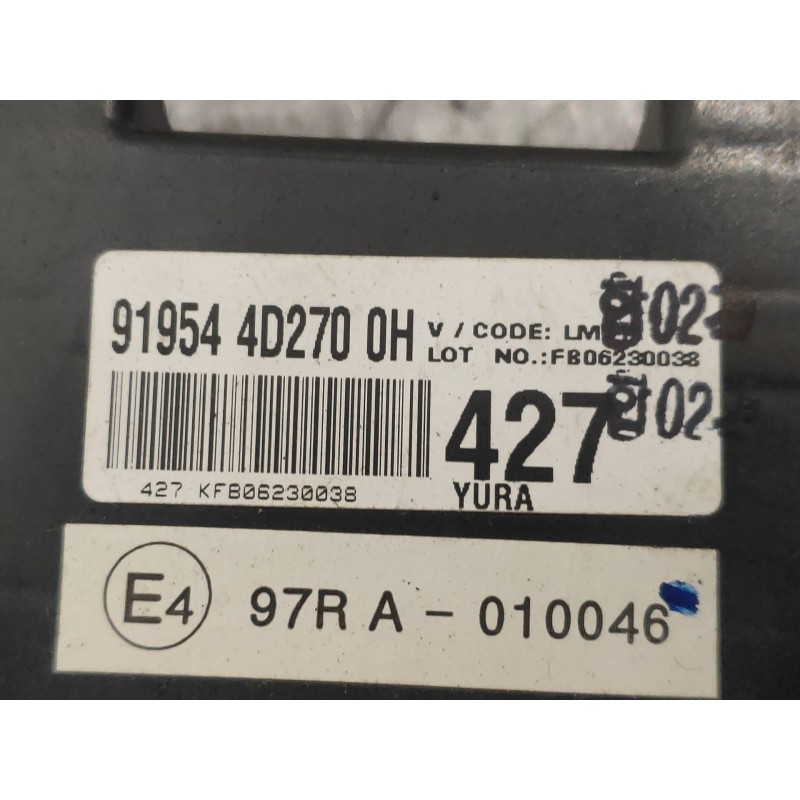 91954 4D270 0H
V / CODE: LM
LOT NO.:FB06230038
427
427 KFB06230038
YURA
E4 97R A - 010046